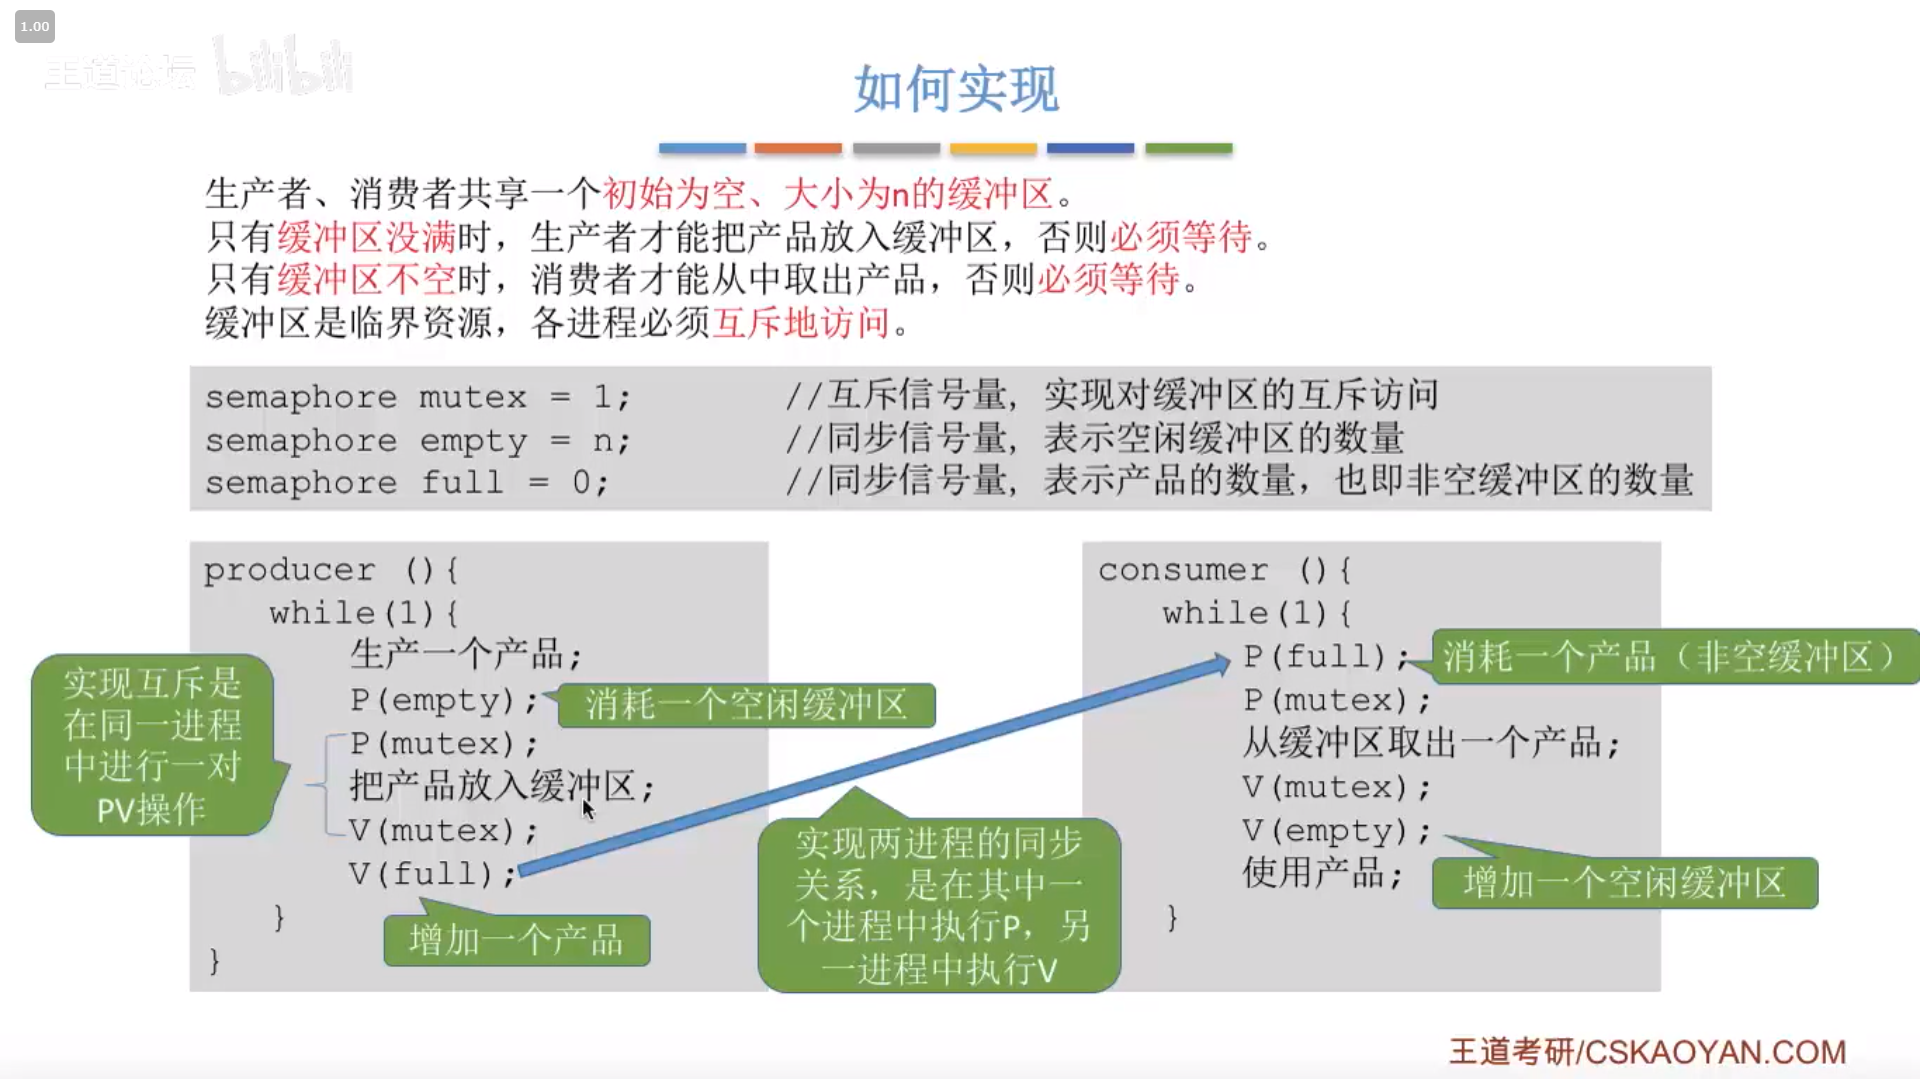 1.00
王道论坛 bilibili
如何实现
生产者、消费者共享一个初始为空、大小为n的缓冲区。
只有缓冲区没满时，生产者才能把产品放入缓冲区，否则必须等待。
只有缓冲区不空时，消费者才能从中取出产品，否则必须等待。
缓冲区是临界资源，各进程必须互斥地访问。
semaphore mutex = 1; //互斥信号量，实现对缓冲区的互斥访问
semaphore empty = n; //同步信号量，表示空闲缓冲区的数量
semaphore full = 0; //同步信号量，表示产品的数量，也即非空缓冲区的数量
producer (){
while(1){
生产一个产品;
P(empty);
P(mutex);
把产品放入缓冲区;
V(mutex);
V(full);
}
}
实现互斥是
在同一进程
中进行一对
PV操作
消耗一个空闲缓冲区
增加一个产品
实现两进程的同步
关系，是在其中一
个进程中执行P，另
一进程中执行V
consumer (){
while(1){
P(full);
P(mutex);
从缓冲区取出一个产品;
V(mutex);
V(empty);
使用产品;
}
消耗一个产品（非空缓冲区）
增加一个空闲缓冲区
王道考研/CSKAOYAN.COM